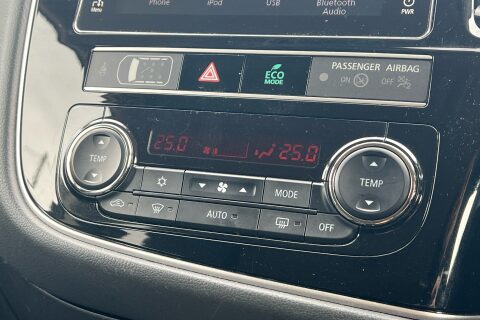 Menu
Phone iPod USB Bluetooth Audio
PWR
ECO MODE
PASSENGER AIRBAG
ON OFF
25.0 25.0
TEMP TEMP
MODE
AUTO OFF